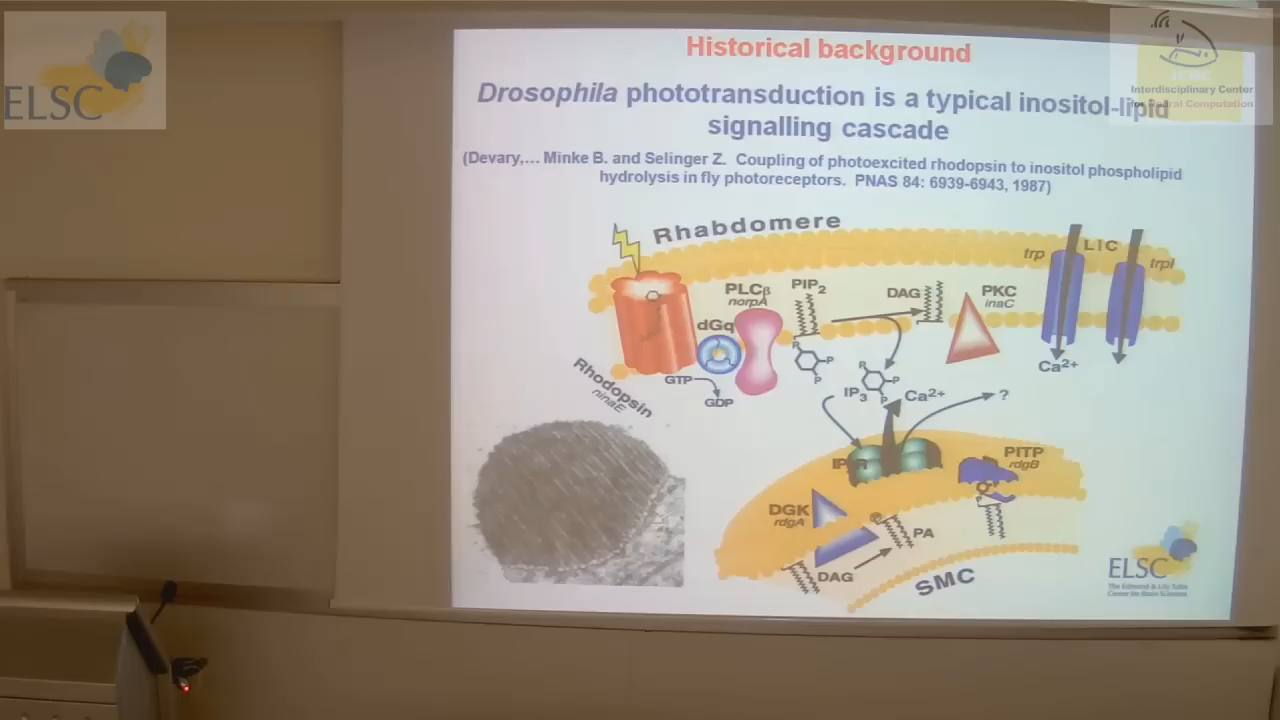 ELSC
Historical background
Interdisciplinary Center
for Neural Computation
Drosophila phototransduction is a typical inositol-lipid
signalling cascade
(Devary,... Minke B. and Selinger Z. Coupling of photoexcited rhodopsin to inositol phospholipid
hydrolysis in fly photoreceptors. PNAS 84: 6939-6943, 1987)
Rhabdomere
trp
LIC
trpl
PLCβ
norpA
PIP2
DAG
PKC
inaC
dGq
GTP
GDP
Rhodopsin
ninaE
R
P
P
R
P
P
IP3
Ca2+
?
Ca2+
PITP
rdgB
DGK
rdgA
PA
DAG
SMC
ELSC
The Edmond & Lily Safra
Center for Brain Sciences